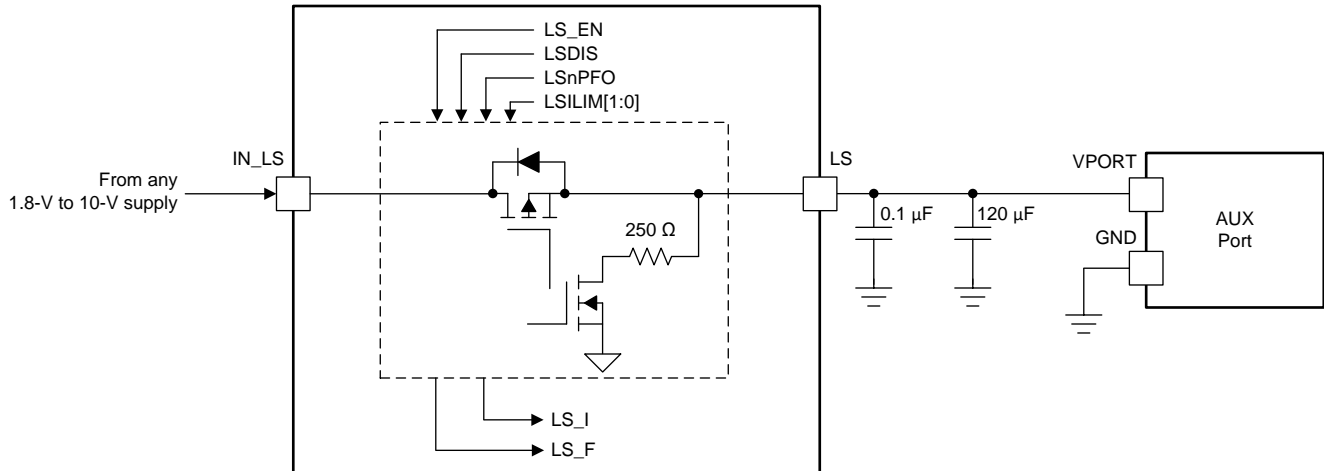 LS_EN
LSDIS
LSnPFO
LSILIM[1:0]
IN_LS
LS
VPORT
From any
1.8-V to 10-V supply
0.1 µF
120 µF
AUX
Port
250 Ω
GND
LS_I
LS_F